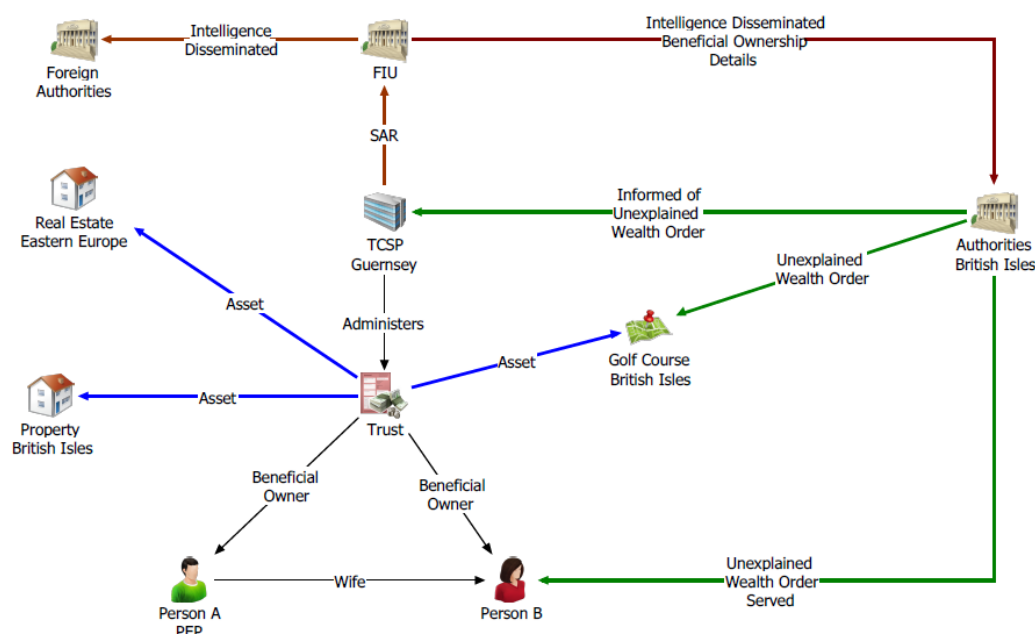 Intelligence
Disseminated
Intelligence Disseminated
Beneficial Ownership
Details
Foreign
Authorities
FIU
SAR
Real Estate
Eastern Europe
TCSP
Guernsey
Informed of
Unexplained
Wealth Order
Authorities
British Isles
Unexplained
Wealth Order
Asset
Administers
Asset
Golf Course
British Isles
Asset
Property
British Isles
Trust
Beneficial
Owner
Beneficial
Owner
Wife
Unexplained
Wealth Order
Served
Person A
PEP
Person B